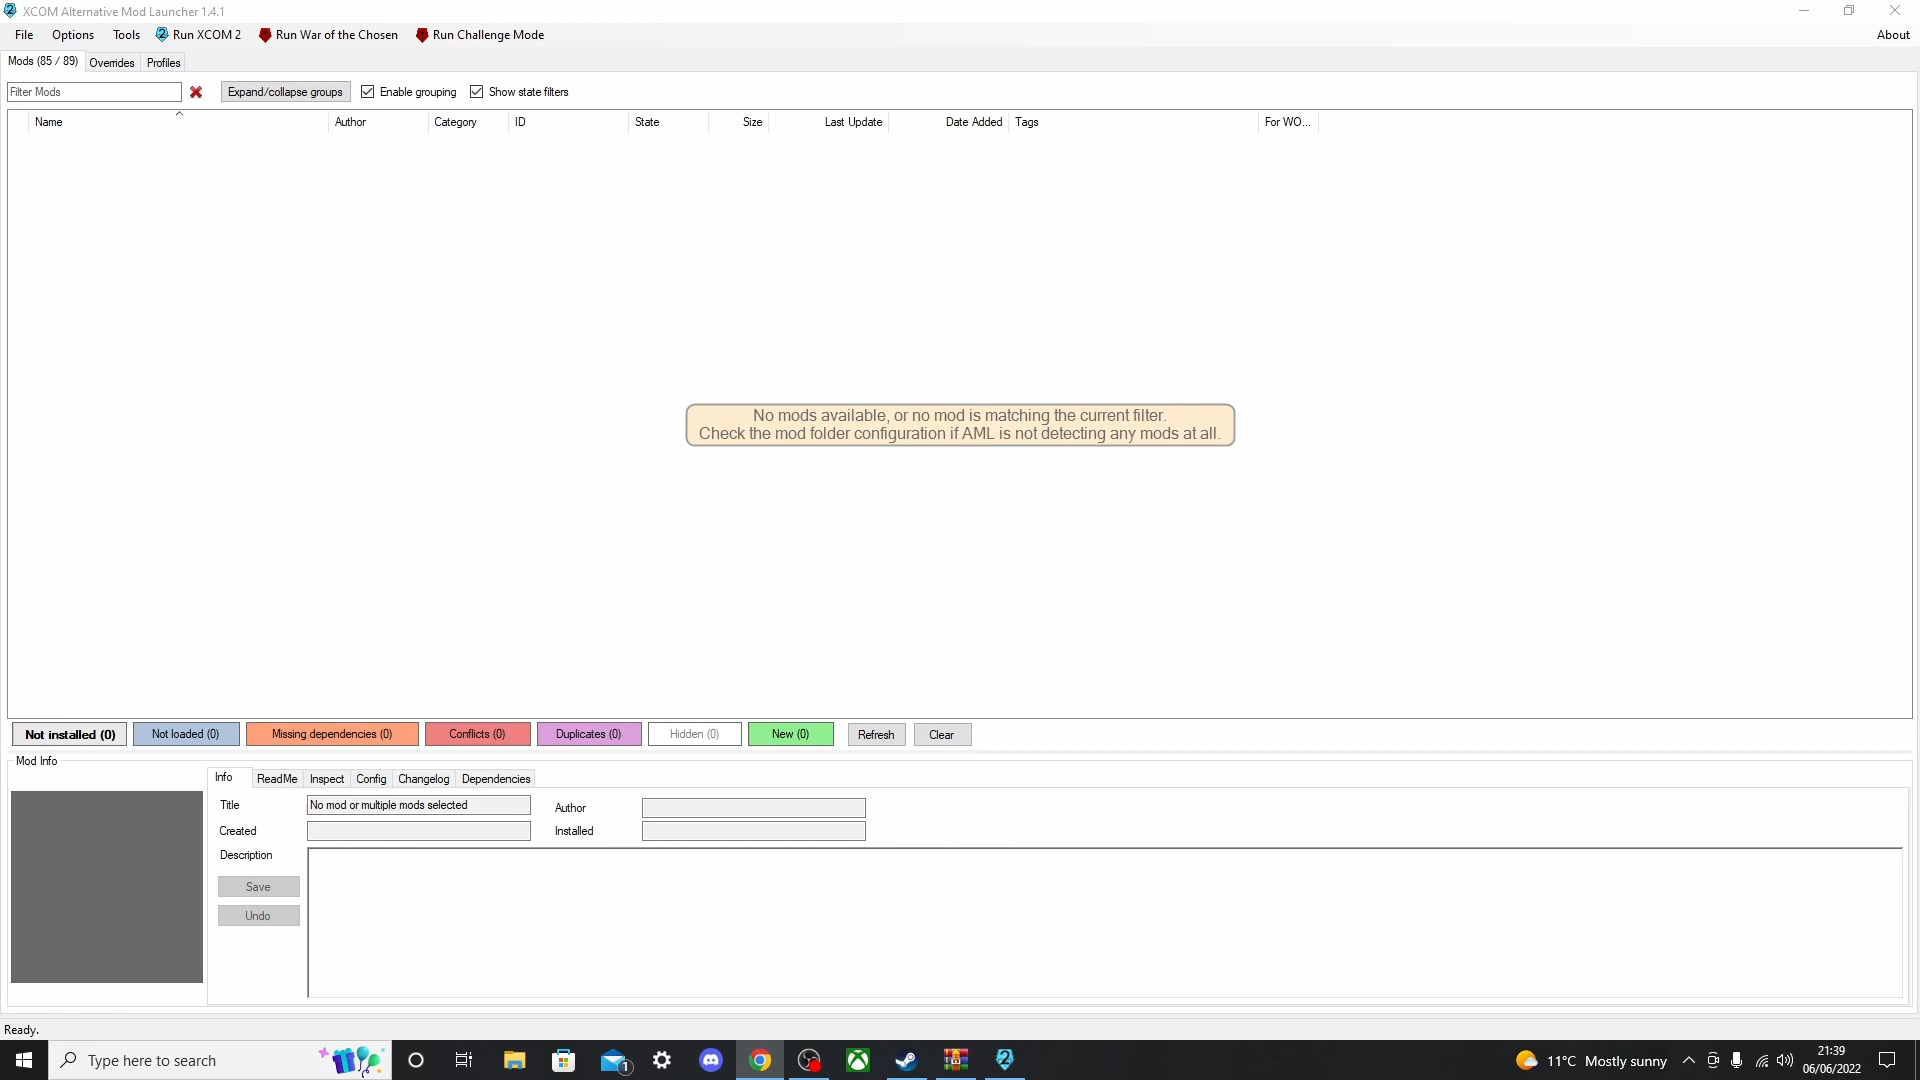 XCOM Alternative Mod Launcher 1.4.1
File Options Tools Run XCOM 2 Run War of the Chosen Run Challenge Mode About
Mods (85 / 89) Overrides Profiles
Filter Mods Expand/collapse groups Enable grouping Show state filters
Name Author Category ID State Size Last Update Date Added Tags For WO...
No mods available, or no mod is matching the current filter.
Check the mod folder configuration if AML is not detecting any mods at all.
Not installed (0) Not loaded (0) Missing dependencies (0) Conflicts (0) Duplicates (0) Hidden (0) New (0) Refresh Clear
Mod Info
Info ReadMe Inspect Config Changelog Dependencies
Title No mod or multiple mods selected Author
Created Installed
Description
Save
Undo
Ready.
Type here to search 1 11°C Mostly sunny 21:39
06/06/2022